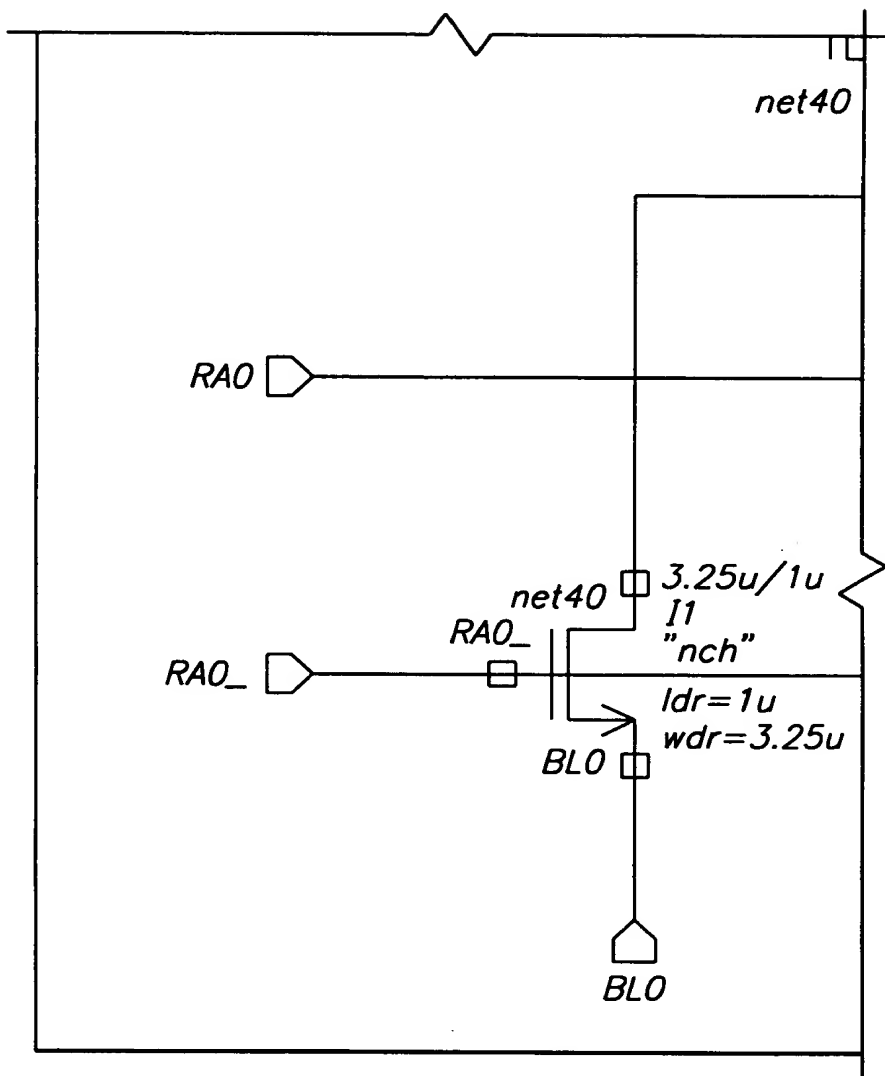 net40
RA0
3.25u/1u
net40
I1
RA0_
"nch"
RA0_
ldr=1u
wdr=3.25u
BL0
BL0